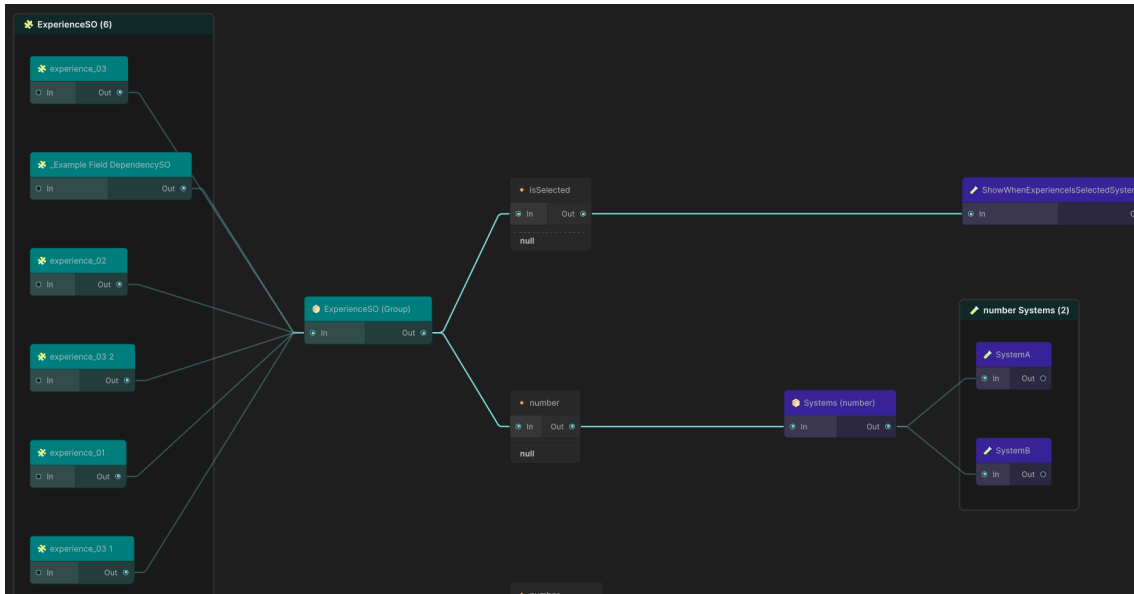 ExperienceSO (6)
experience_03
In Out
_Example Field DependencySO
In Out
experience_02
In Out
experience_03 2
In Out
experience_01
In Out
experience_03 1
In Out
ExperienceSO (Group)
In Out
isSelected
In Out
null
number
In Out
null
Systems (number)
In Out
ShowWhenExperienceIsSelectedSystem
In
number Systems (2)
SystemA
In Out
SystemB
In Out